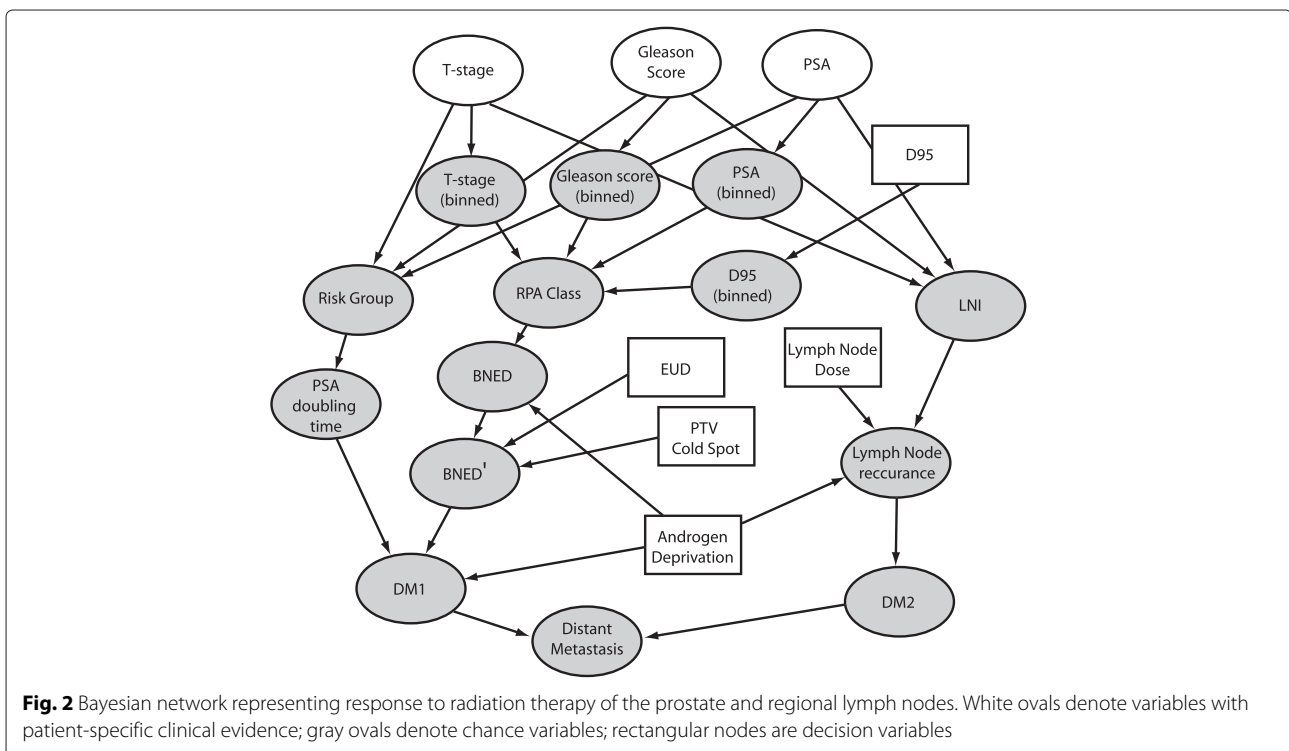 T-stage
Gleason
Score
PSA
D95
T-stage
(binned)
Gleason score
(binned)
PSA
(binned)
Risk Group
RPA Class
D95
(binned)
LNI
PSA
doubling
time
BNED
EUD
Lymph Node
Dose
BNED'
PTV
Cold Spot
Lymph Node
reccurance
Androgen
Deprivation
DM1
DM2
Distant
Metastasis
Fig. 2 Bayesian network representing response to radiation therapy of the prostate and regional lymph nodes. White ovals denote variables with
patient-specific clinical evidence; gray ovals denote chance variables; rectangular nodes are decision variables